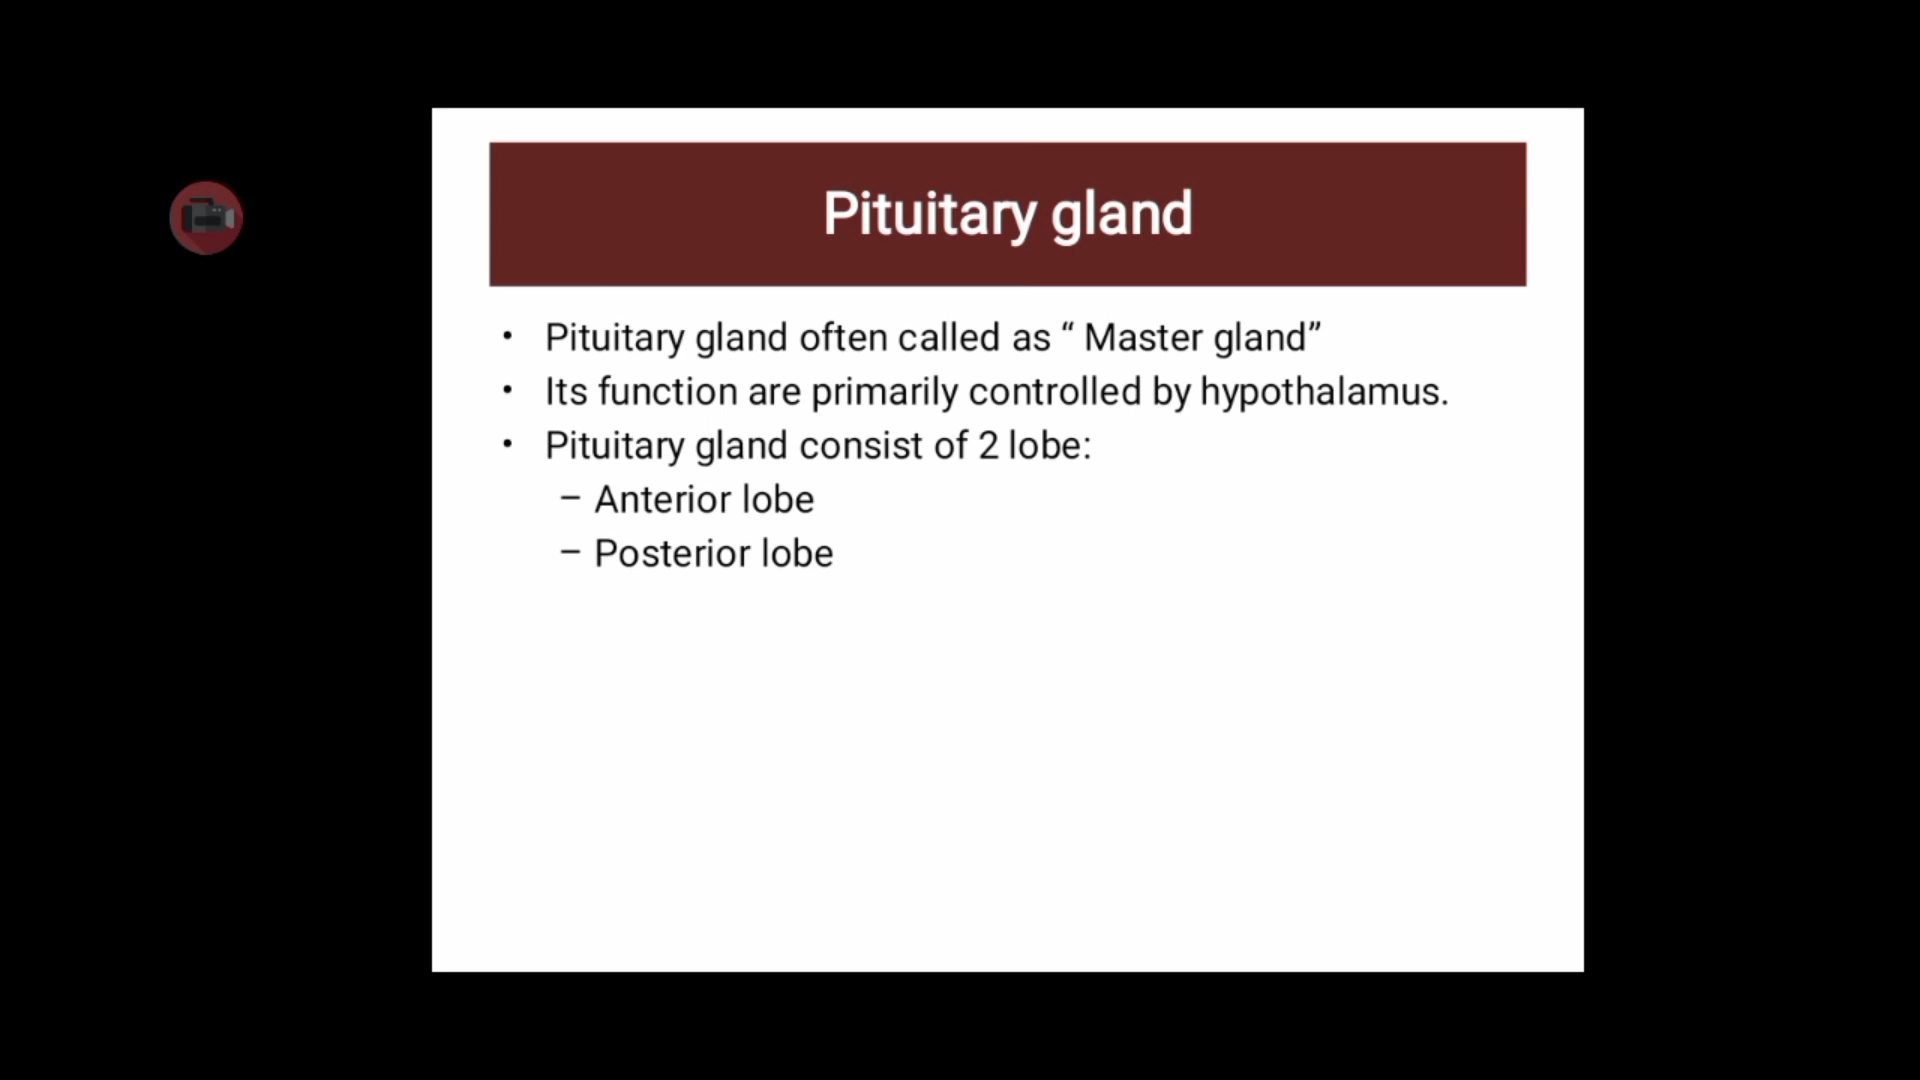 Pituitary gland
• Pituitary gland often called as “ Master gland”
• Its function are primarily controlled by hypothalamus.
• Pituitary gland consist of 2 lobe:
– Anterior lobe
– Posterior lobe